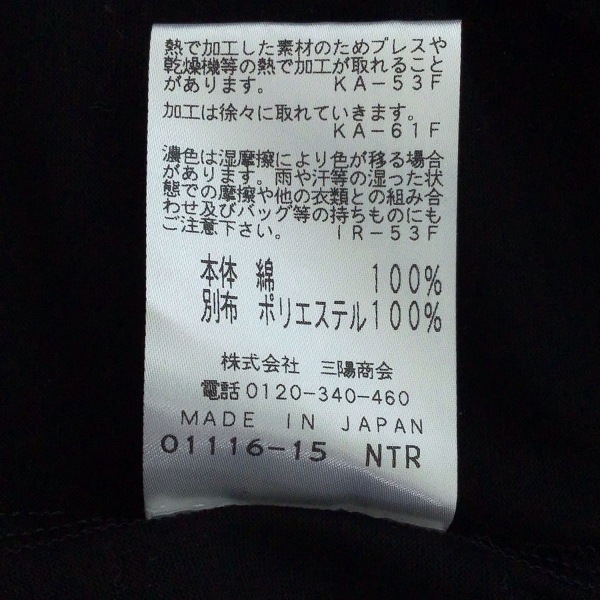 熱で加工した素材のためプレスや
乾燥機等の熱で加工が取れること
があります。 KA-53F
加工は徐々に取れていきます。
KA-61F
濃色は湿摩擦により色が移る場合
があります。雨や汗等の湿った状
態での摩擦や他の衣類との組み合
わせ及びバッグ等の持ちものにも
ご注意下さい。 IR-53F
本体 綿 100%
別布 ポリエステル100%
株式会社 三陽商会
電話0120-340-460
MADE IN JAPAN
01116-15 NTR